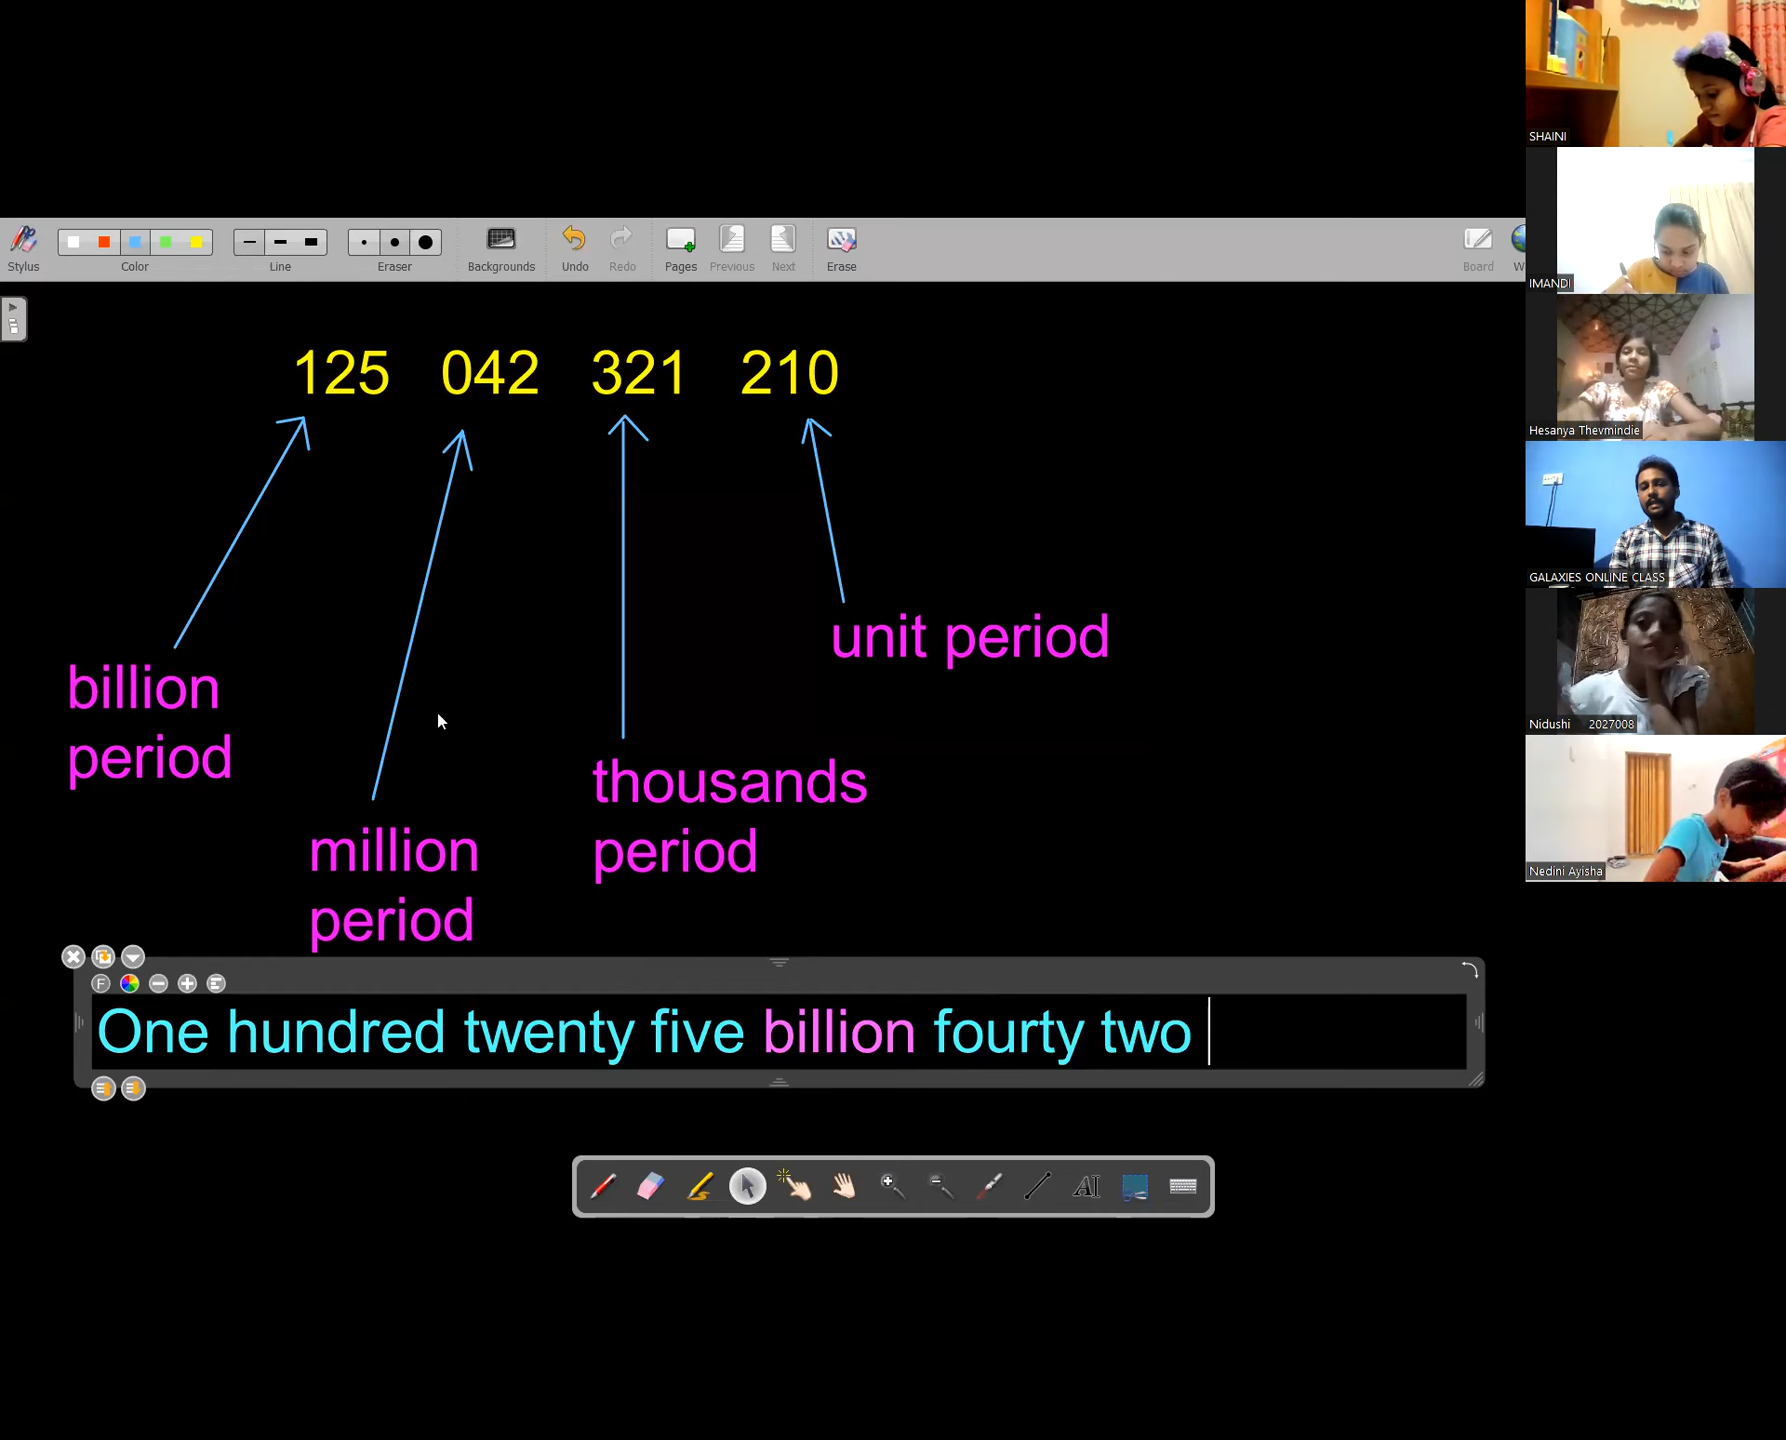 SHAINI
IMANDI
Hesanya Thevmindie
GALAXIES ONLINE CLASS
Nidushi 2027008
Nedini Ayisha
Stylus
Color
Line
Eraser
Backgrounds
Undo
Redo
Pages
Previous
Next
Erase
Board
W
125 042 321 210
unit period
billion
period
thousands
period
million
period
F
One hundred twenty five billion fourty two
AI